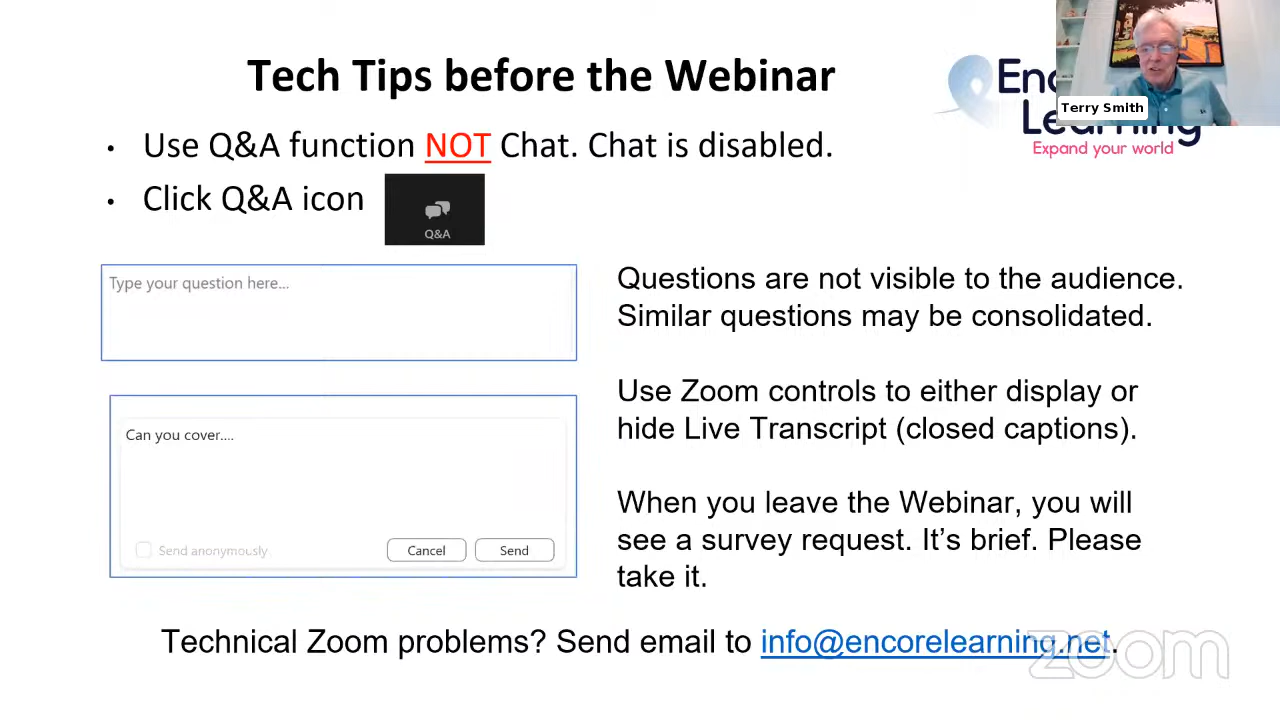 Tech Tips before the Webinar
Enc
Learning
Expand your world
Terry Smith
• Use Q&A function NOT Chat. Chat is disabled.
• Click Q&A icon
Q&A
Type your question here...
Questions are not visible to the audience.
Similar questions may be consolidated.
Can you cover....
Send anonymously
Cancel
Send
Use Zoom controls to either display or
hide Live Transcript (closed captions).
When you leave the Webinar, you will
see a survey request. It’s brief. Please
take it.
Technical Zoom problems? Send email to info@encorelearning.net.
zoom